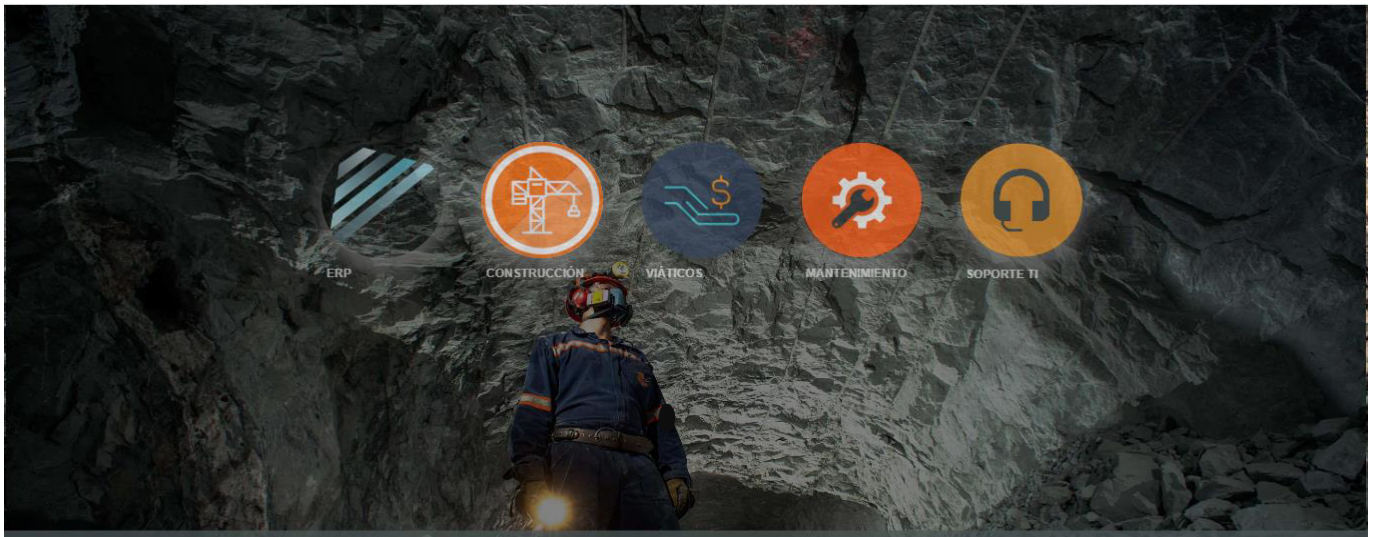 ERP
CONSTRUCCIÓN
VIÁTICOS
MANTENIMIENTO
SOPORTE TI